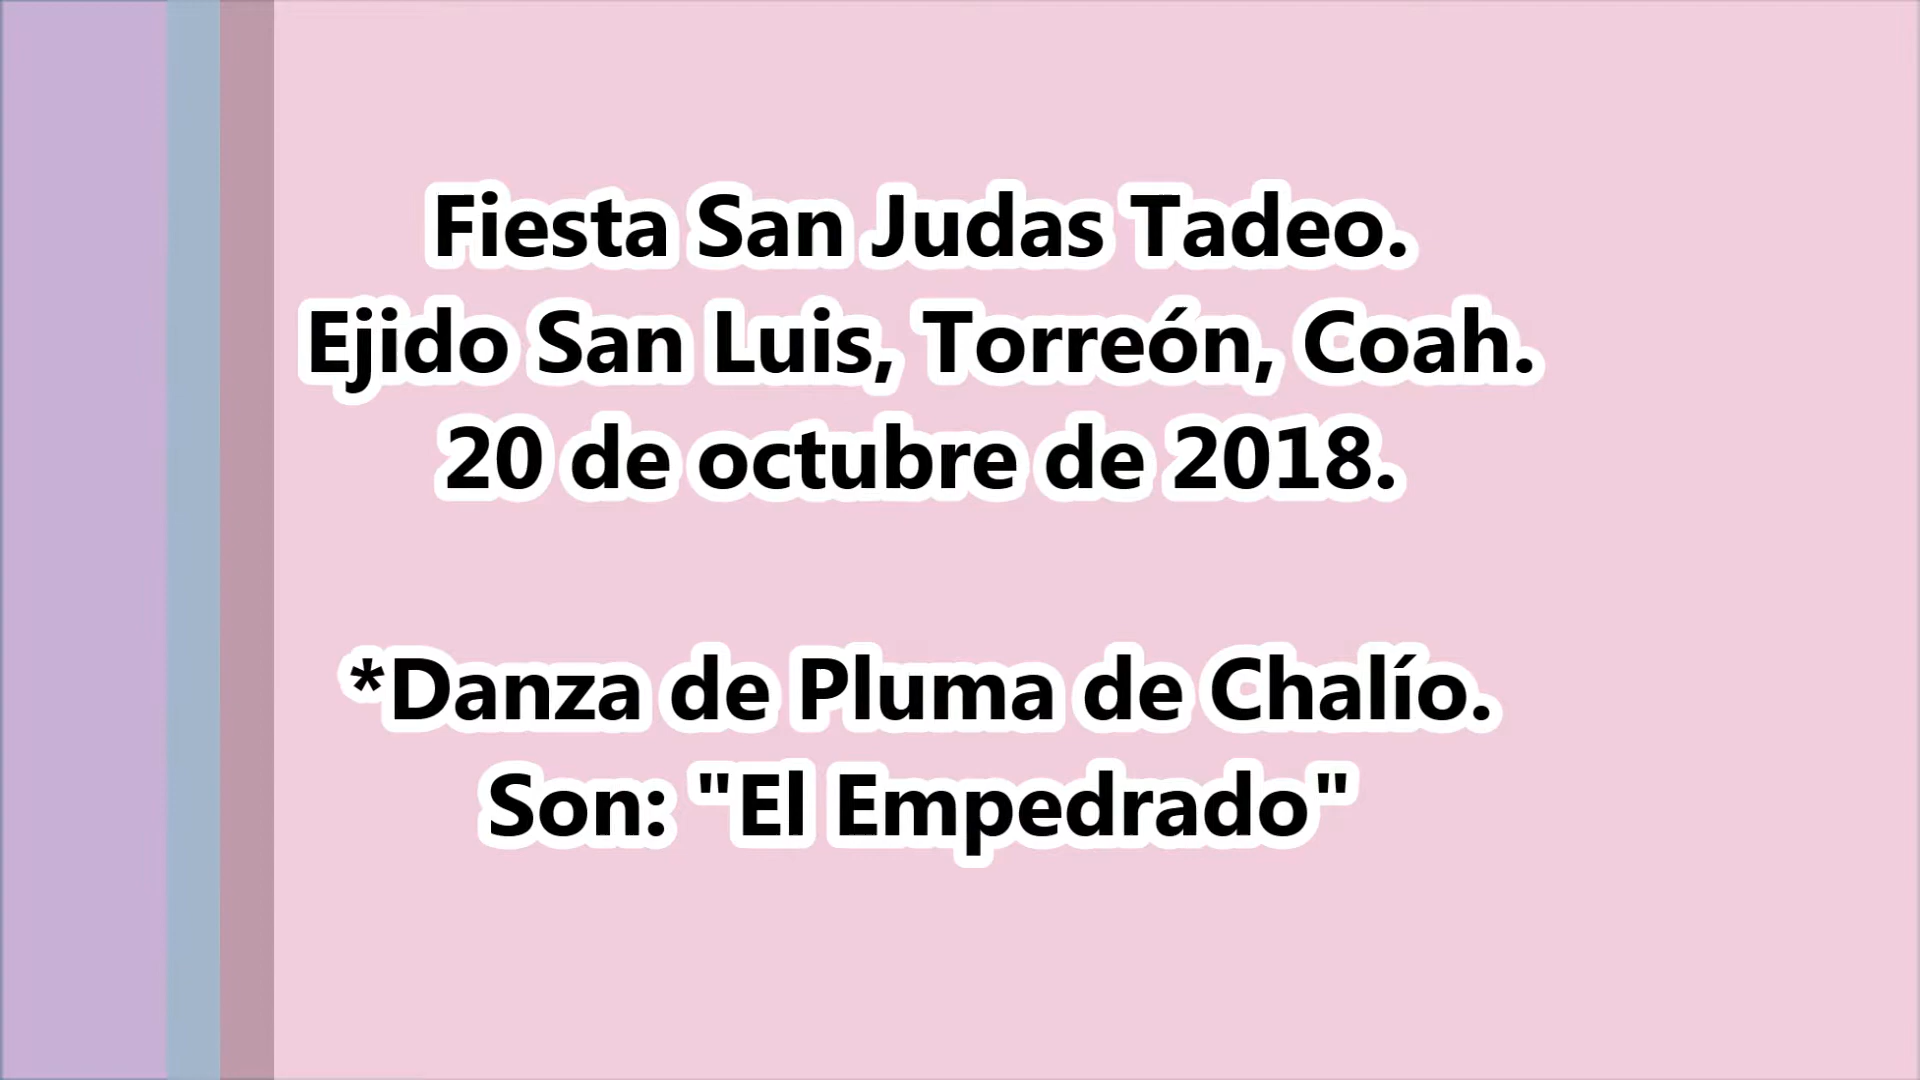 Fiesta San Judas Tadeo.
Ejido San Luis, Torreón, Coah.
20 de octubre de 2018.
*Danza de Pluma de Chalío.
Son: "El Empedrado"